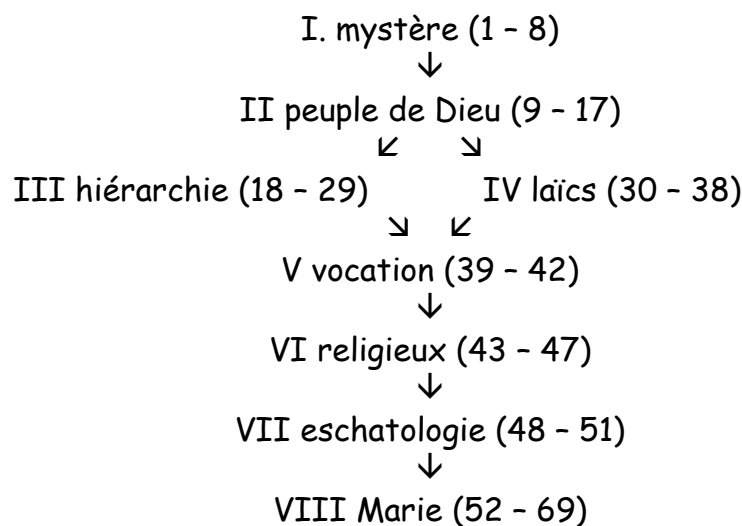 I. mystère (1 – 8)
↓
II peuple de Dieu (9 – 17)
↙ ↘
III hiérarchie (18 – 29) IV laïcs (30 – 38)
↘ ↙
V vocation (39 – 42)
↓
VI religieux (43 – 47)
↓
VII eschatologie (48 – 51)
↓
VIII Marie (52 – 69)